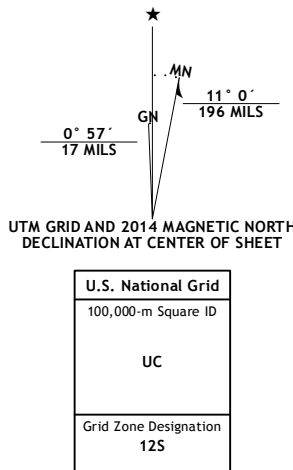 ★
MN
GN
11° 0´
196 MILS
0° 57´
17 MILS
UTM GRID AND 2014 MAGNETIC NORTH
DECLINATION AT CENTER OF SHEET
U.S. National Grid
100,000-m Square ID
UC
Grid Zone Designation
12S